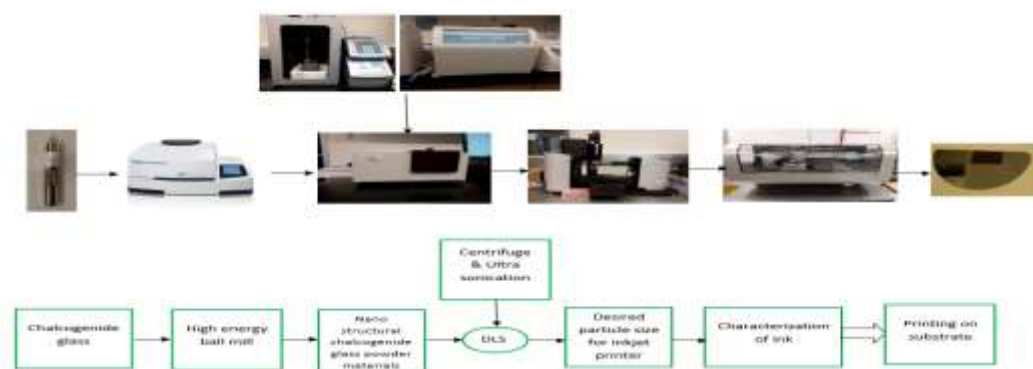 Centrifuge
& Ultra
sonication
Chalcogenide
glass
High energy
ball mill
Nano
structural
chalcogenide
glass powder
materials
DLS
Desired
particle size
for inkjet
printer
Characterization
of Ink
Printing on
substrate